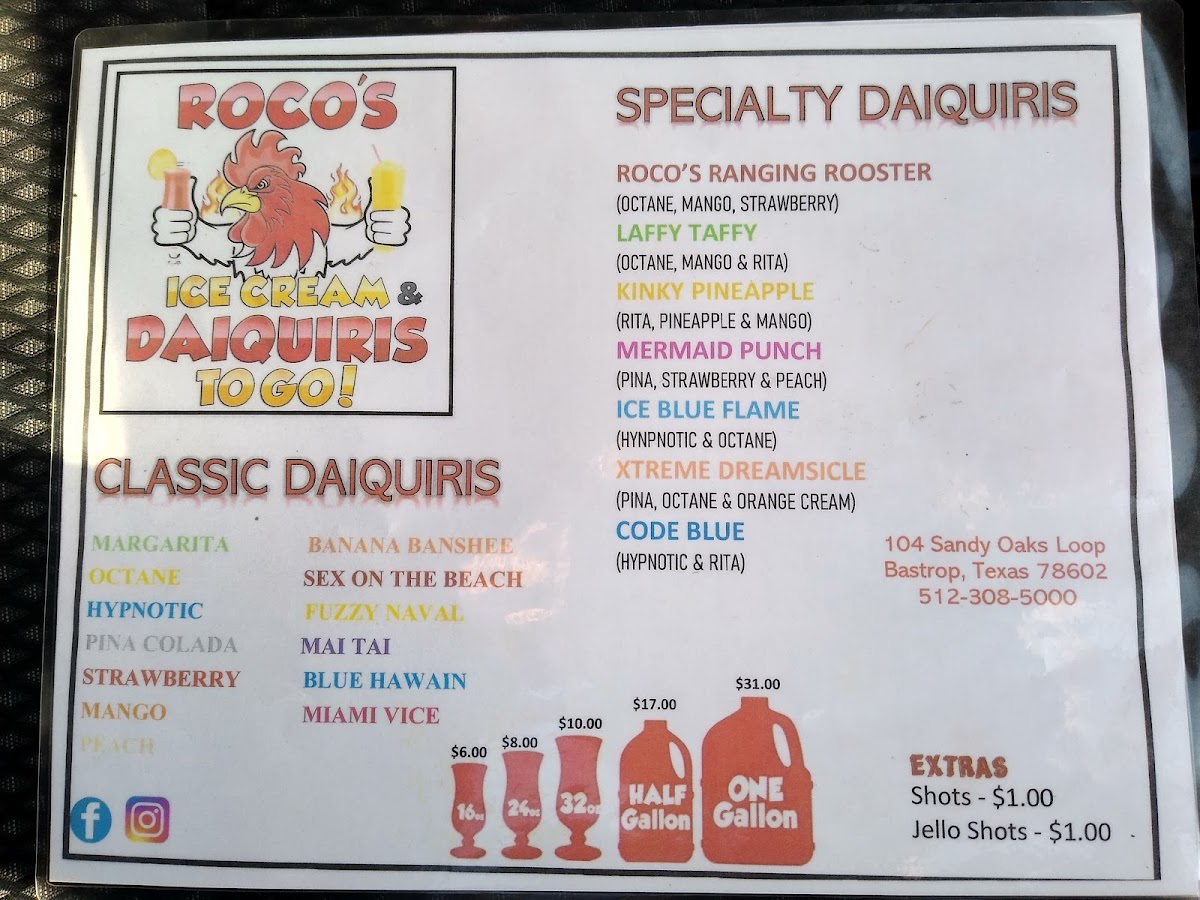 ROCO'S
ICE CREAM &
DAIQUIRIS
TO GO!
CLASSIC DAIQUIRIS
MARGARITA
OCTANE
HYPNOTIC
PINA COLADA
STRAWBERRY
MANGO
PEACH
BANANA BANSHEE
SEX ON THE BEACH
FUZZY NAVAL
MAI TAI
BLUE HAWAIN
MIAMI VICE
SPECIALTY DAIQUIRIS
ROCO'S RANGING ROOSTER
(OCTANE, MANGO, STRAWBERRY)
LAFFY TAFFY
(OCTANE, MANGO & RITA)
KINKY PINEAPPLE
(RITA, PINEAPPLE & MANGO)
MERMAID PUNCH
(PINA, STRAWBERRY & PEACH)
ICE BLUE FLAME
(HYNPNOTIC & OCTANE)
XTREME DREAMSICLE
(PINA, OCTANE & ORANGE CREAM)
CODE BLUE
(HYPNOTIC & RITA)
104 Sandy Oaks Loop
Bastrop, Texas 78602
512-308-5000
$6.00
16oz
$8.00
24oz
$10.00
32oz
$17.00
HALF
Gallon
$31.00
ONE
Gallon
EXTRAS
Shots - $1.00
Jello Shots - $1.00